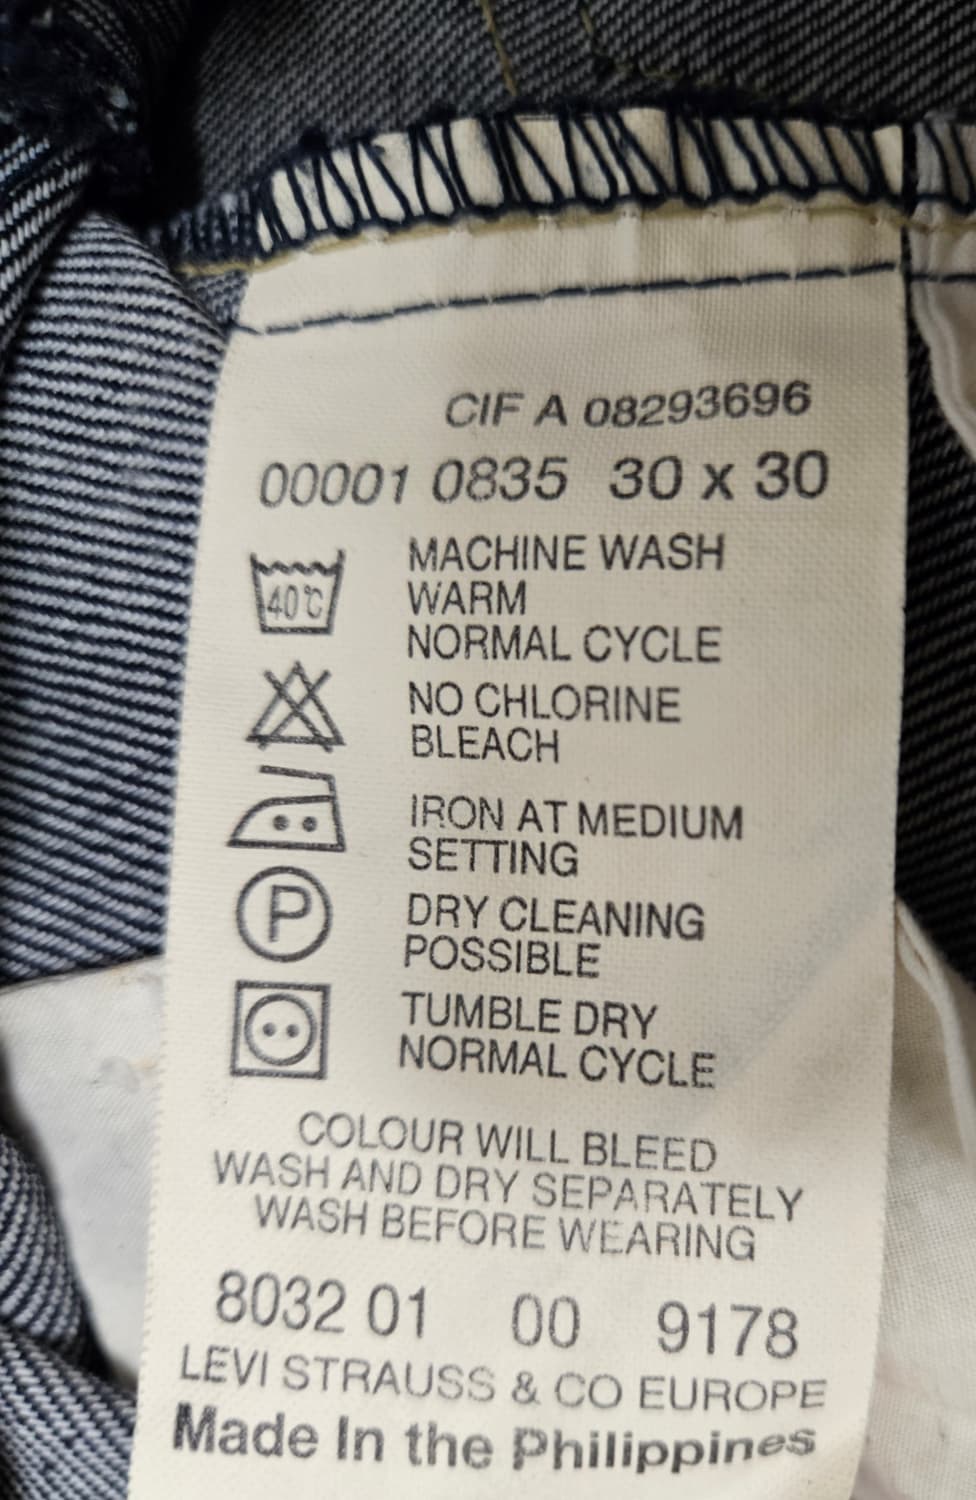 CIF A 08293696
00001 0835 30 x 30
40°C
MACHINE WASH
WARM
NORMAL CYCLE
NO CHLORINE
BLEACH
IRON AT MEDIUM
SETTING
P
DRY CLEANING
POSSIBLE
TUMBLE DRY
NORMAL CYCLE
COLOUR WILL BLEED
WASH AND DRY SEPARATELY
WASH BEFORE WEARING
8032 01 00 9178
LEVI STRAUSS & CO EUROPE
Made In the Philippines